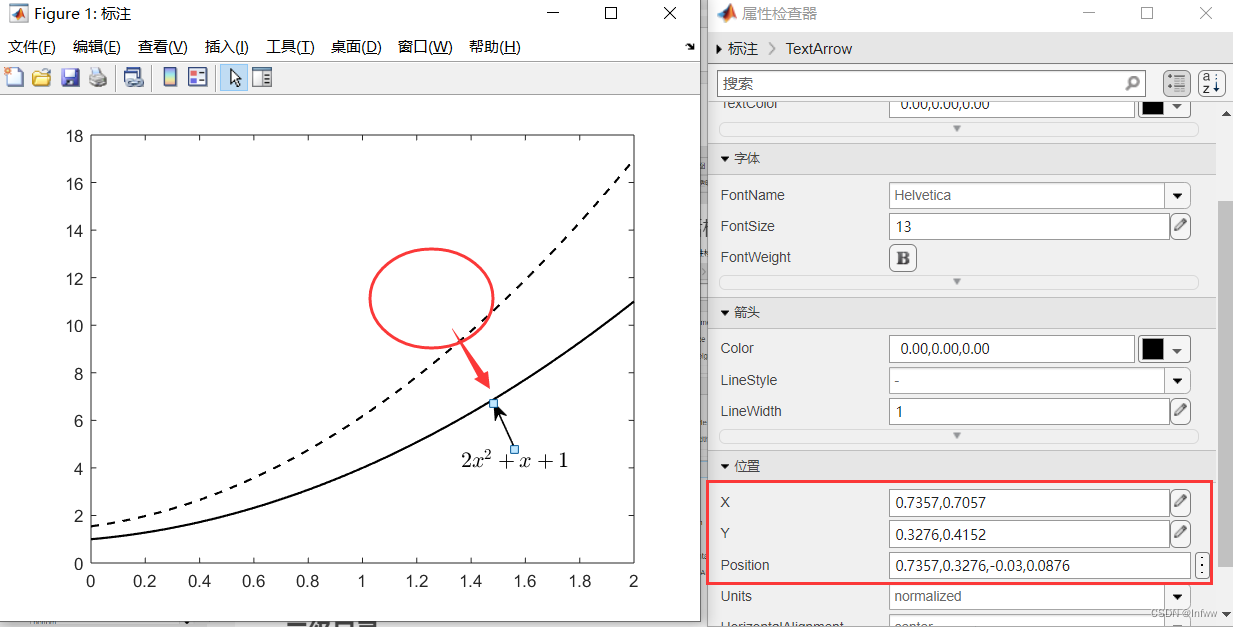 Figure 1: 标注
文件(F) 编辑(E) 查看(V) 插入(I) 工具(T) 桌面(D) 窗口(W) 帮助(H)
18
16
14
12
10
8
6
4
2
0
2x² + x + 1
0 0.2 0.4 0.6 0.8 1 1.2 1.4 1.6 1.8 2
属性检查器
标注 TextArrow
搜索
TextColor 0.00,0.00,0.00
字体
FontName Helvetica
FontSize 13
FontWeight B
箭头
Color 0.00,0.00,0.00
LineStyle -
LineWidth 1
位置
X 0.7357,0.7057
Y 0.3276,0.4152
Position 0.7357,0.3276,-0.03,0.0876
Units normalized
HorizontalAlignment center
CSDN @Infww